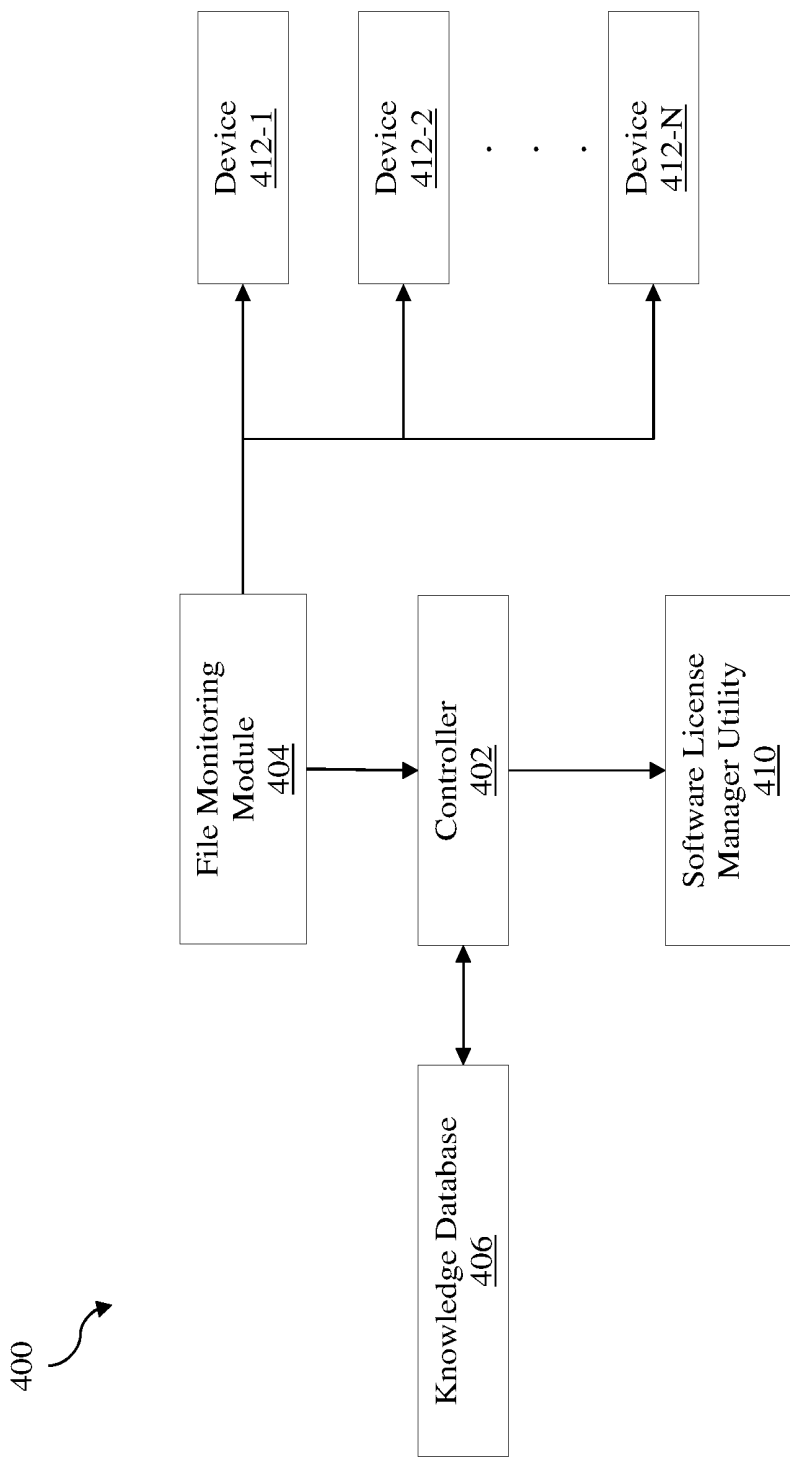 400
Knowledge Database
406
File Monitoring
Module
404
Controller
402
Software License
Manager Utility
410
Device
412-1
Device
412-2
. . .
Device
412-N